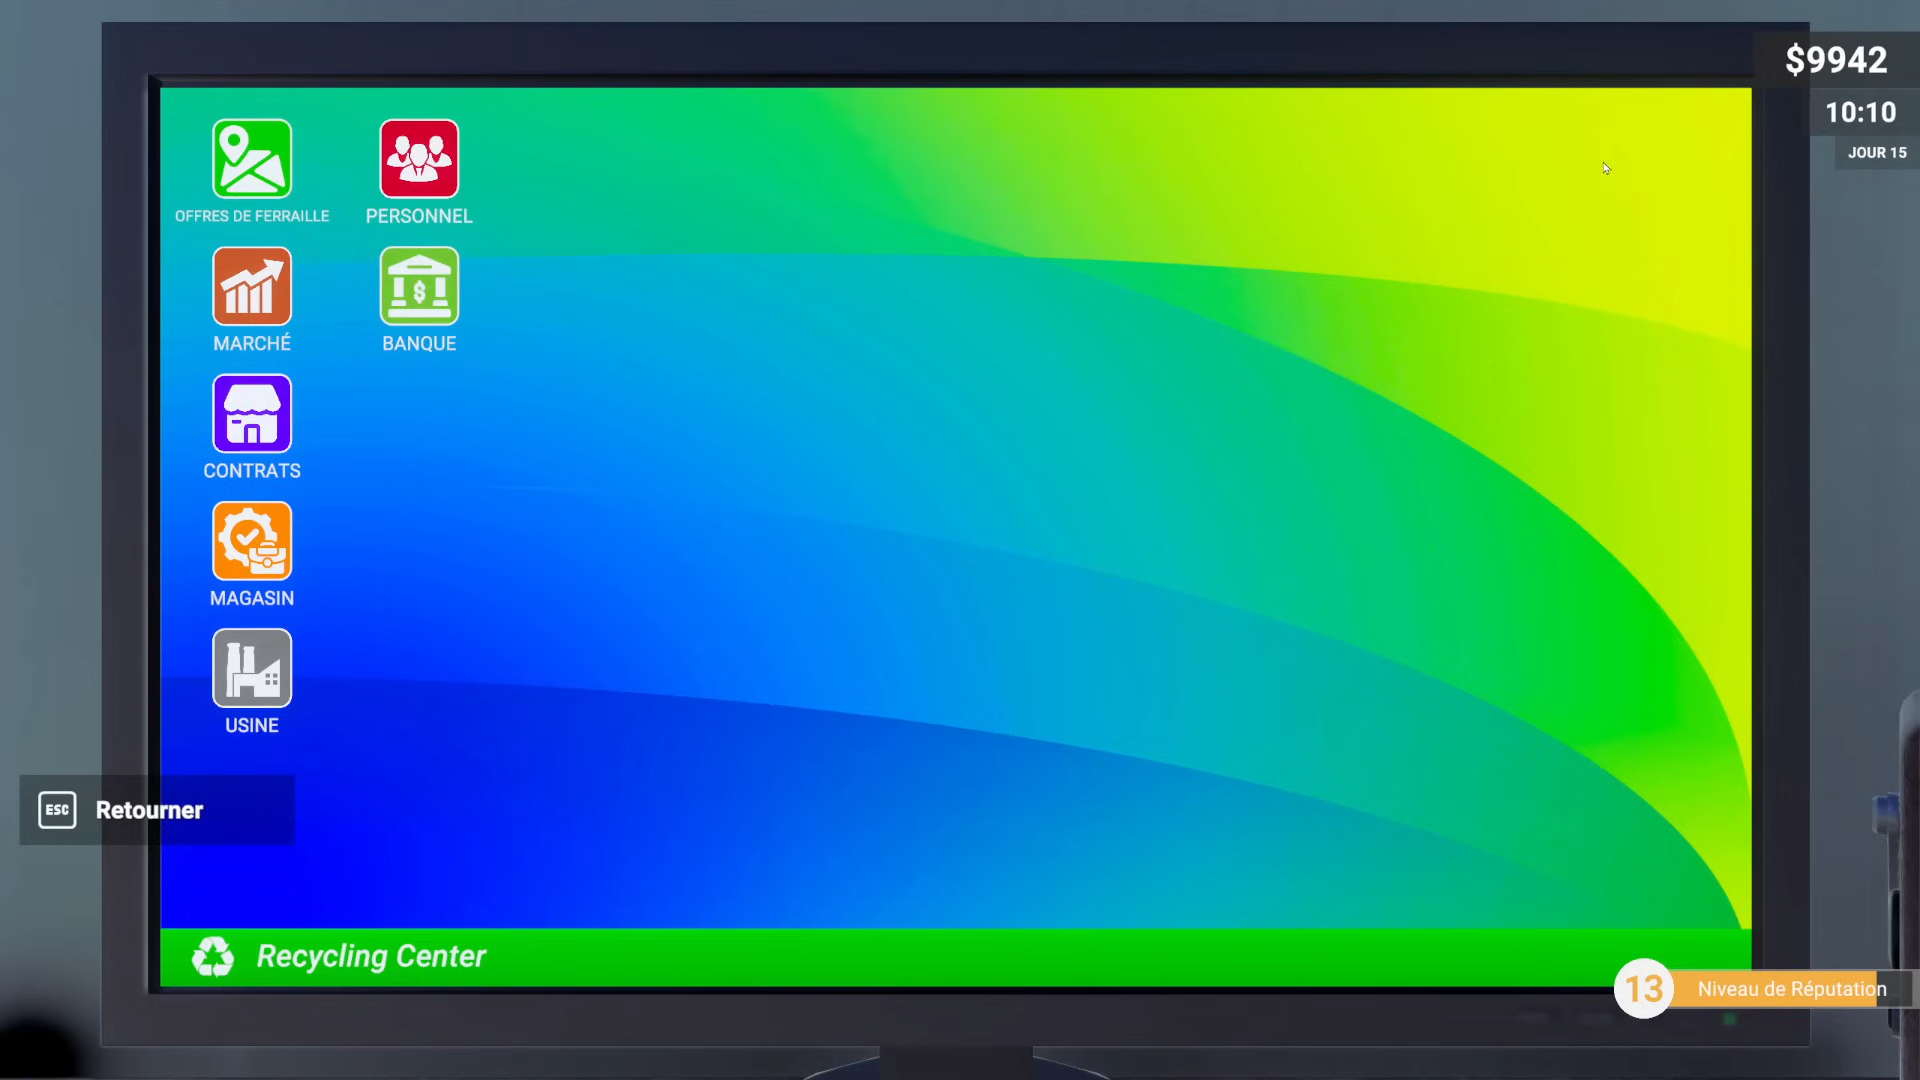 $9942
10:10
JOUR 15
OFFRES DE FERRAILLE
PERSONNEL
MARCHÉ
BANQUE
CONTRATS
MAGASIN
USINE
ESC Retourner
Recycling Center
13 Niveau de Réputation